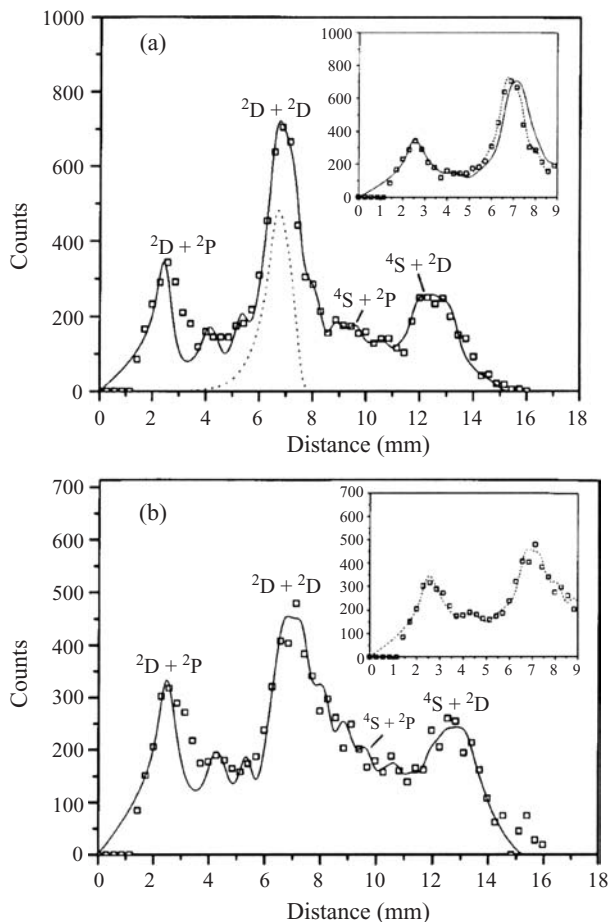 (a)
1000
800
600
400
200
0
Counts
²D + ²P
²D + ²D
⁴S + ²P
⁴S + ²D
0 2 4 6 8 10 12 14 16 18
Distance (mm)
1000
800
600
400
200
0
0 1 2 3 4 5 6 7 8 9
(b)
700
600
500
400
300
200
100
0
Counts
²D + ²P
²D + ²D
⁴S + ²P
⁴S + ²D
0 2 4 6 8 10 12 14 16 18
Distance (mm)
700
600
500
400
300
200
100
0
0 1 2 3 4 5 6 7 8 9